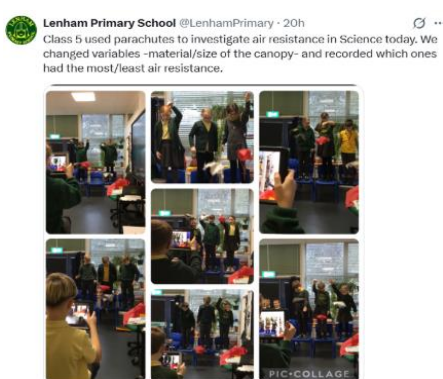 Lenham Primary School @LenhamPrimary · 20h
Class 5 used parachutes to investigate air resistance in Science today. We
changed variables -material/size of the canopy- and recorded which ones
had the most/least air resistance.
PIC•COLLAGE